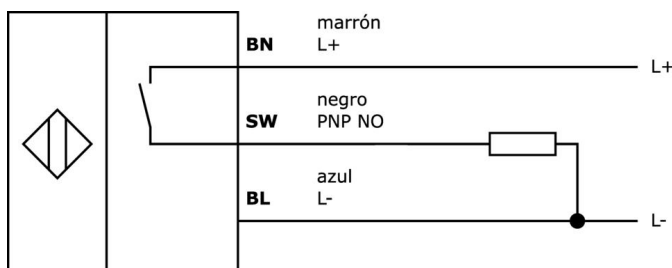 marrón
BN L+
L+
negro
SW PNP NO
azul
BL L-
L-